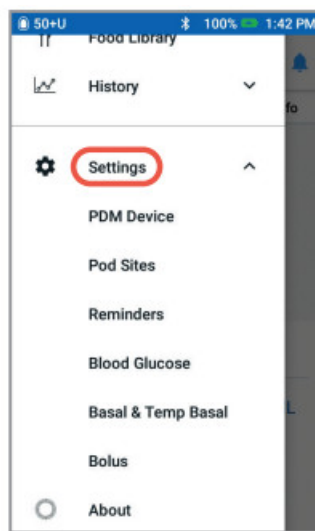 50+U 100% 1:42 PM
Food Library
History
fo
Settings
PDM Device
Pod Sites
Reminders
Blood Glucose
Basal & Temp Basal
L
Bolus
About